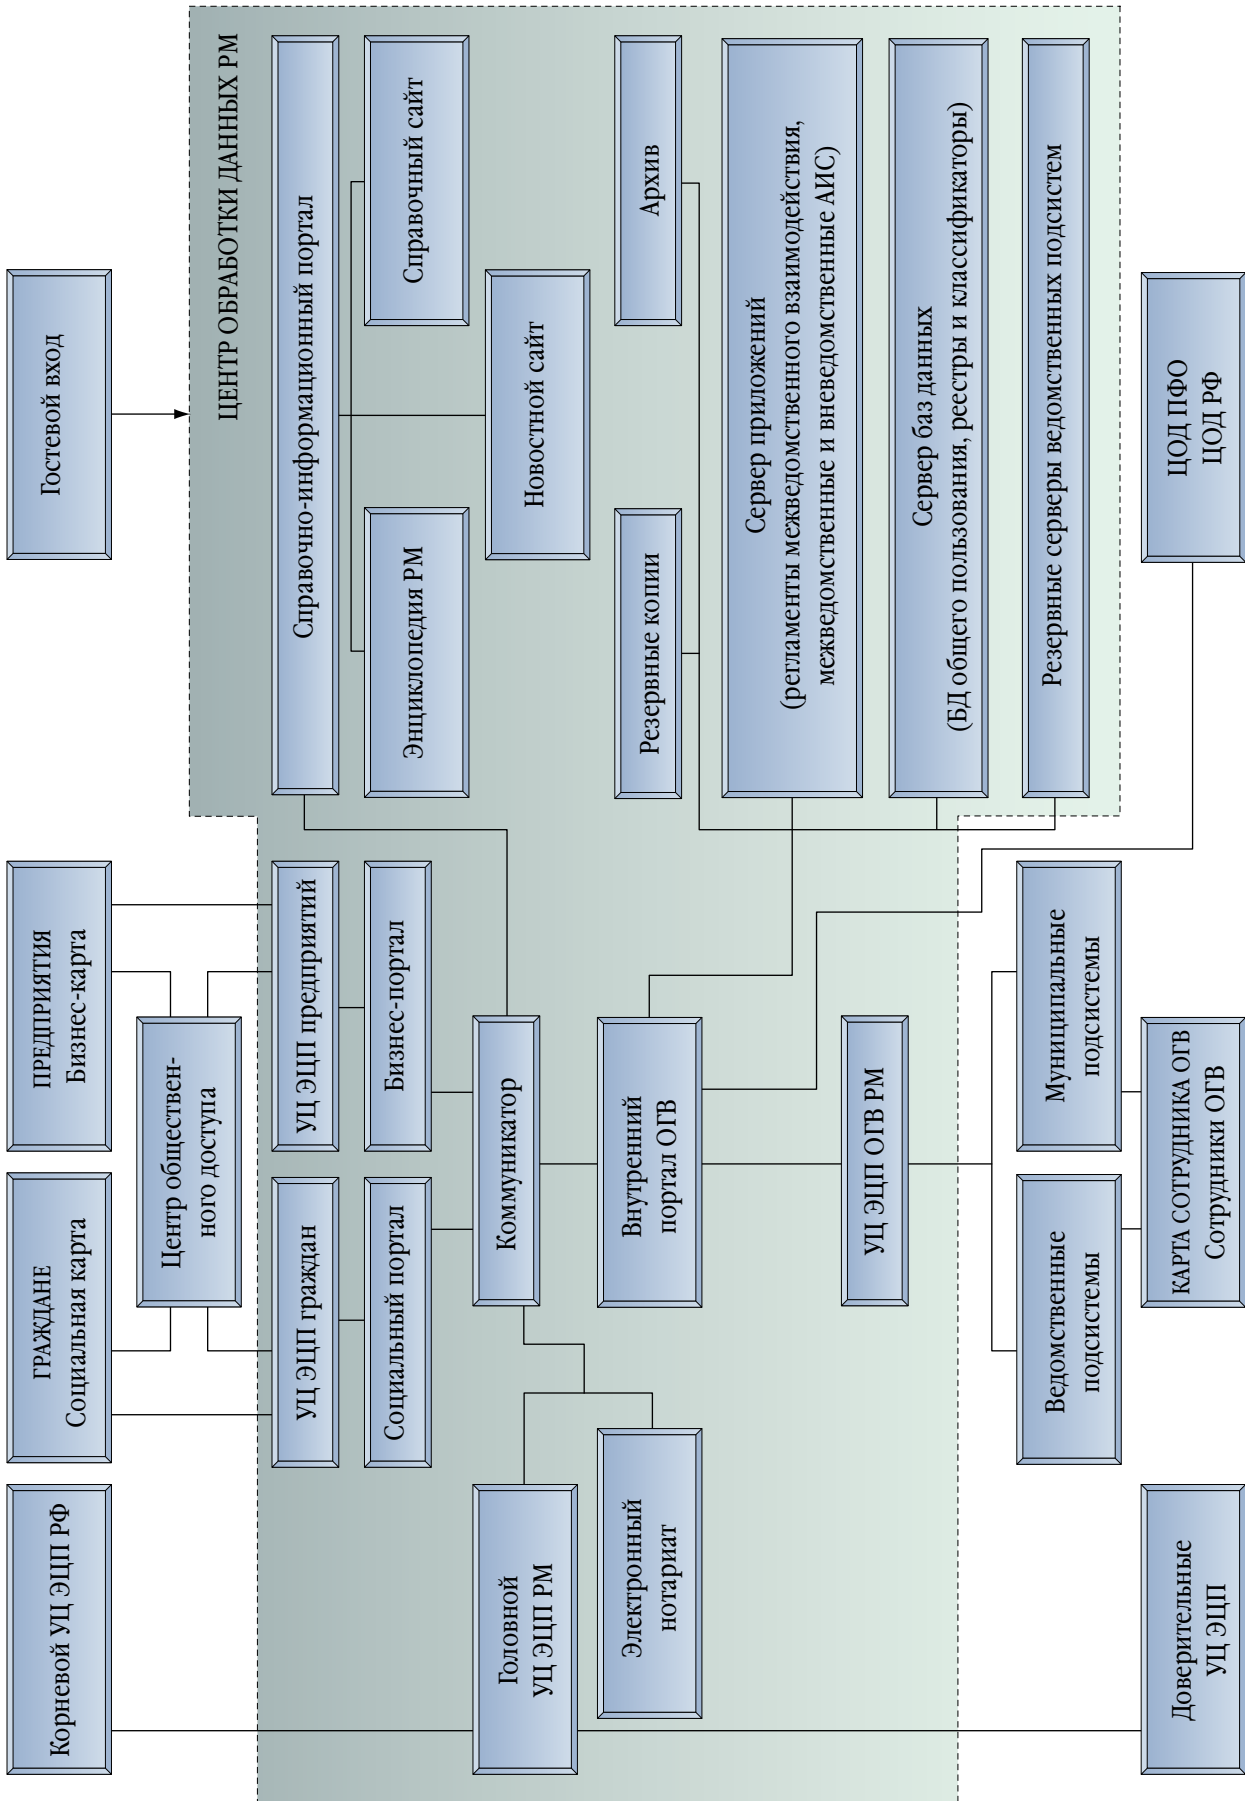 Корневой УЦ ЭЦП РФ
ГРАЖДАНЕ
Социальная карта
ПРЕДПРИЯТИЯ
Бизнес-карта
Гостевой вход
Центр обществен-
ного доступа
ЦЕНТР ОБРАБОТКИ ДАННЫХ РМ
УЦ ЭЦП граждан
УЦ ЭЦП предприятий
Справочно-информационный портал
Социальный портал
Бизнес-портал
Энциклопедия РМ
Справочный сайт
Головной
УЦ ЭЦП РМ
Коммуникатор
Новостной сайт
Электронный
нотариат
Внутренний
портал ОГВ
Резервные копии
Архив
Сервер приложений
(регламенты межведомственного взаимодействия,
межведомственные и вневедомственные АИС)
УЦ ЭЦП ОГВ РМ
Сервер баз данных
(БД общего пользования, реестры и классификаторы)
Ведомственные
подсистемы
Муниципальные
подсистемы
Резервные серверы ведомственных подсистем
Доверительные
УЦ ЭЦП
КАРТА СОТРУДНИКА ОГВ
Сотрудники ОГВ
ЦОД ПФО
ЦОД РФ